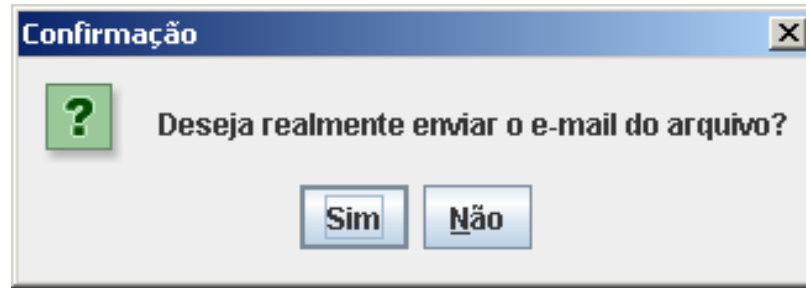 Confirmação
Deseja realmente enviar o e-mail do arquivo?
Sim
Não